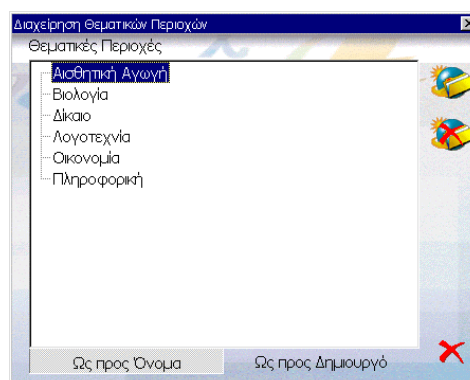 Διαχείρηση Θεματικών Περιοχών
Θεματικές Περιοχές
Αισθητική Αγωγή
Βιολογία
Δίκαιο
Λογοτεχνία
Οικονομία
Πληροφορική
Ως προς Όνομα Ως προς Δημιουργό